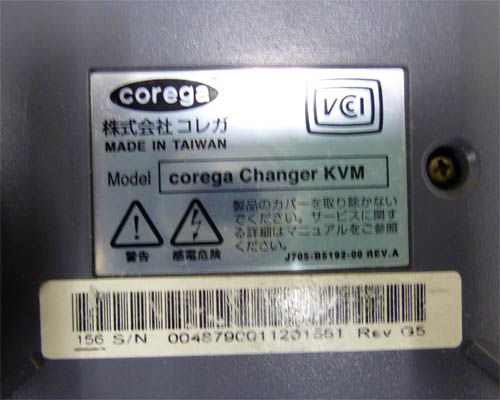 corega
VCCI
株式会社 コレガ
MADE IN TAIWAN
Model corega Changer KVM
製品のカバーを取り除かない
でください。サービスに関す
る詳細はマニュアルをご参照
ください。
警告 感電危険
J705-B5192-00 REV.A
156 S/N 0048790011201561 Rev G5